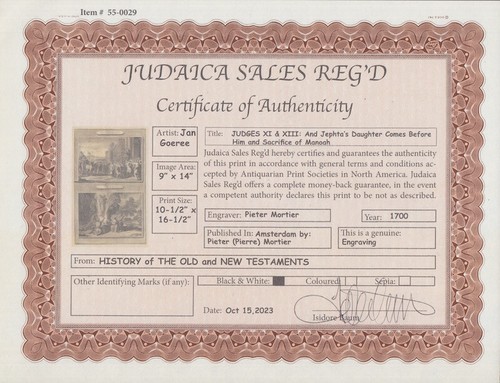 Item # 55-0029
JUDAICA SALES REG'D
Certificate of Authenticity
Artist: Jan
Goeree
Image Area:
9" x 14"
Print Size:
10-1/2" x
16-1/2"
Title: JUDGES XI & XIII: And Jephta's Daughter Comes Before
Him and Sacrifice of Manoah
Judaica Sales Reg'd hereby certifies and guarantees the authenticity
of this print in accordance with general terms and conditions ac-
cepted by Antiquarian Print Societies in North America. Judaica
Sales Reg'd offers a complete money-back guarantee, in the event
a competent authority declares this print to be not as described.
Engraver: Pieter Mortier
Year: 1700
Published In: Amsterdam by:
Pieter (Pierre) Mortier
This is a genuine:
Engraving
From: HISTORY of THE OLD and NEW TESTAMENTS
Other Identifying Marks (if any):
Black & White:
Coloured:
Sepia:
Date: Oct 15,2023
Isidore